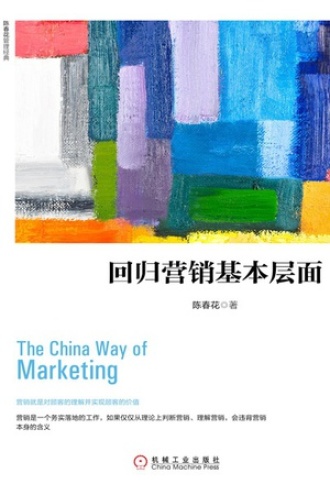 陈春花管理经典
回归营销基本层面
陈春花◎著
The China Way of
Marketing
营销就是对顾客的理解并实现顾客的价值
营销是一个务实落地的工作，如果仅仅从理论上判断营销、理解营销，会违背营销
本身的含义
机械工业出版社
China Machine Press